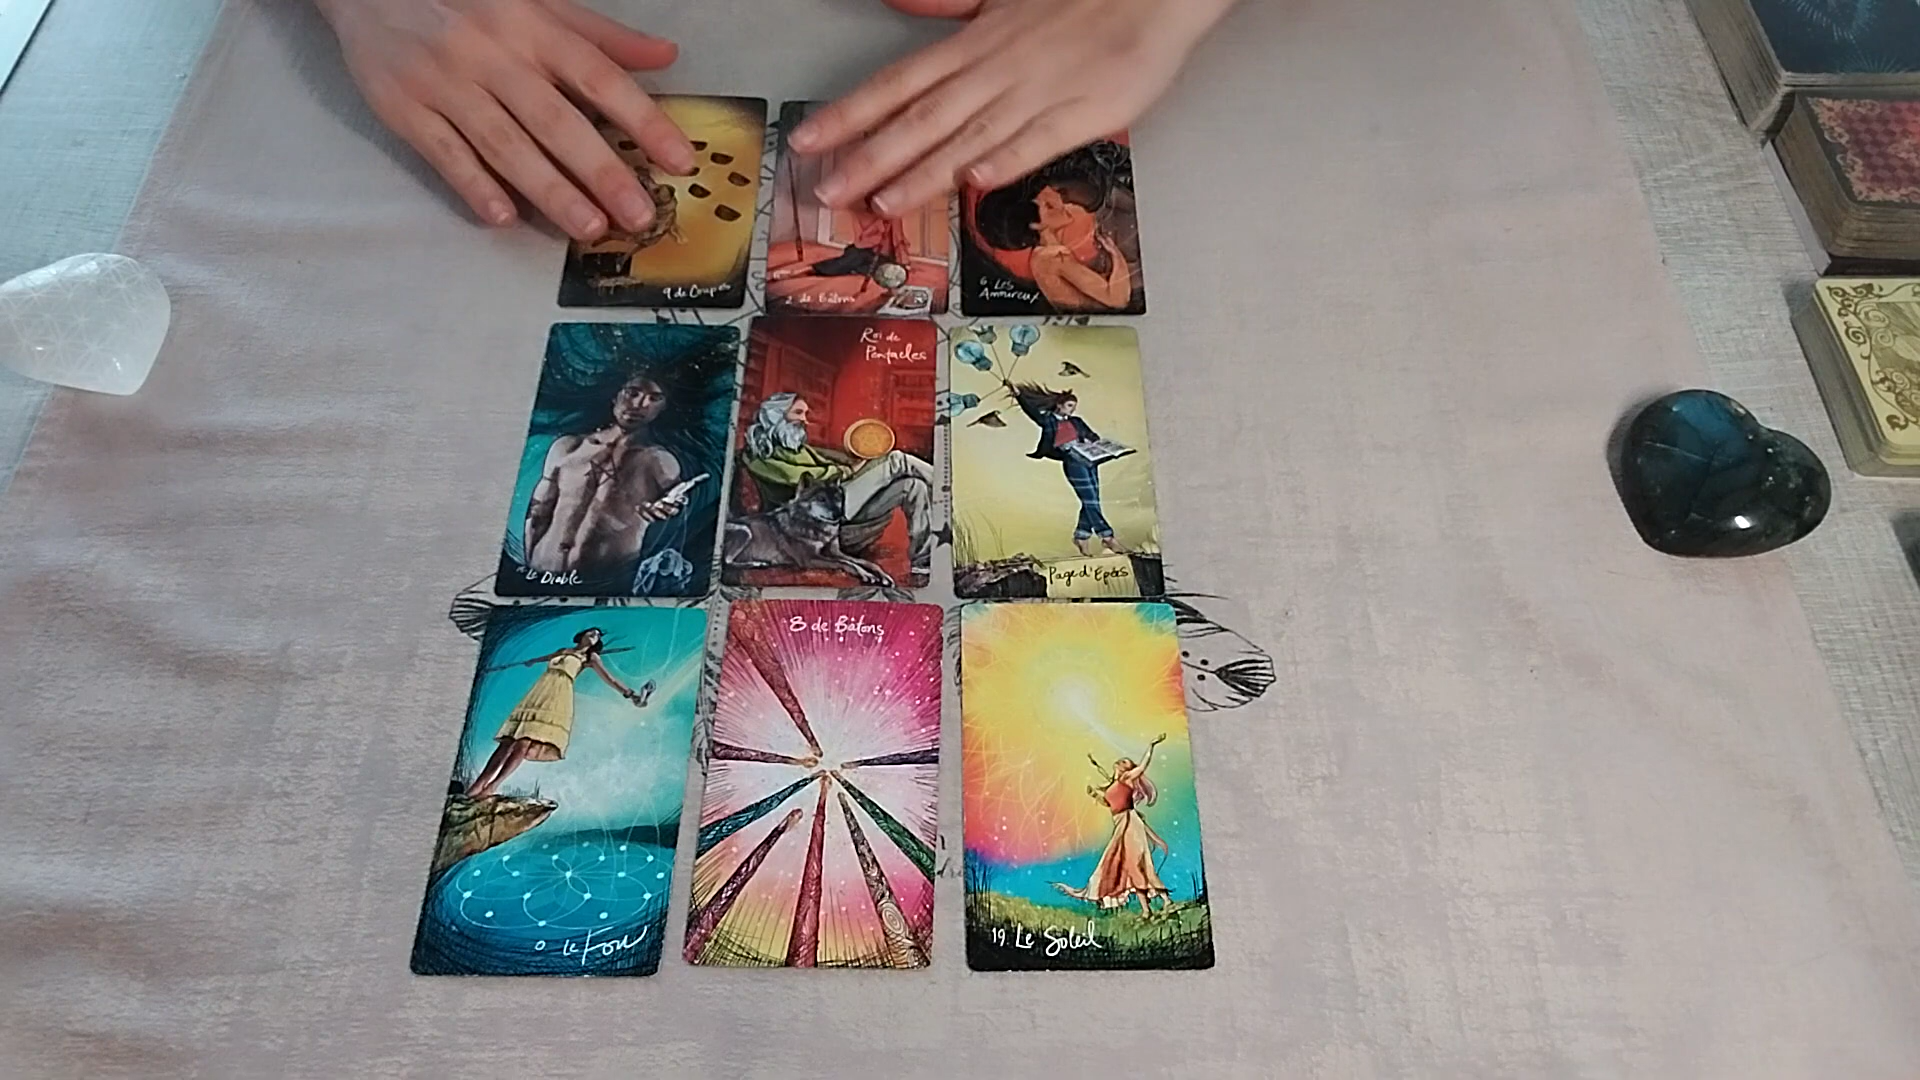 9 de Coupes
2 de Bâtons
6 Les
Amoureux
Le Diable
Roi de
Pentacles
Page d'Epées
0 Le Fou
8 de Bâtons
19. Le Soleil